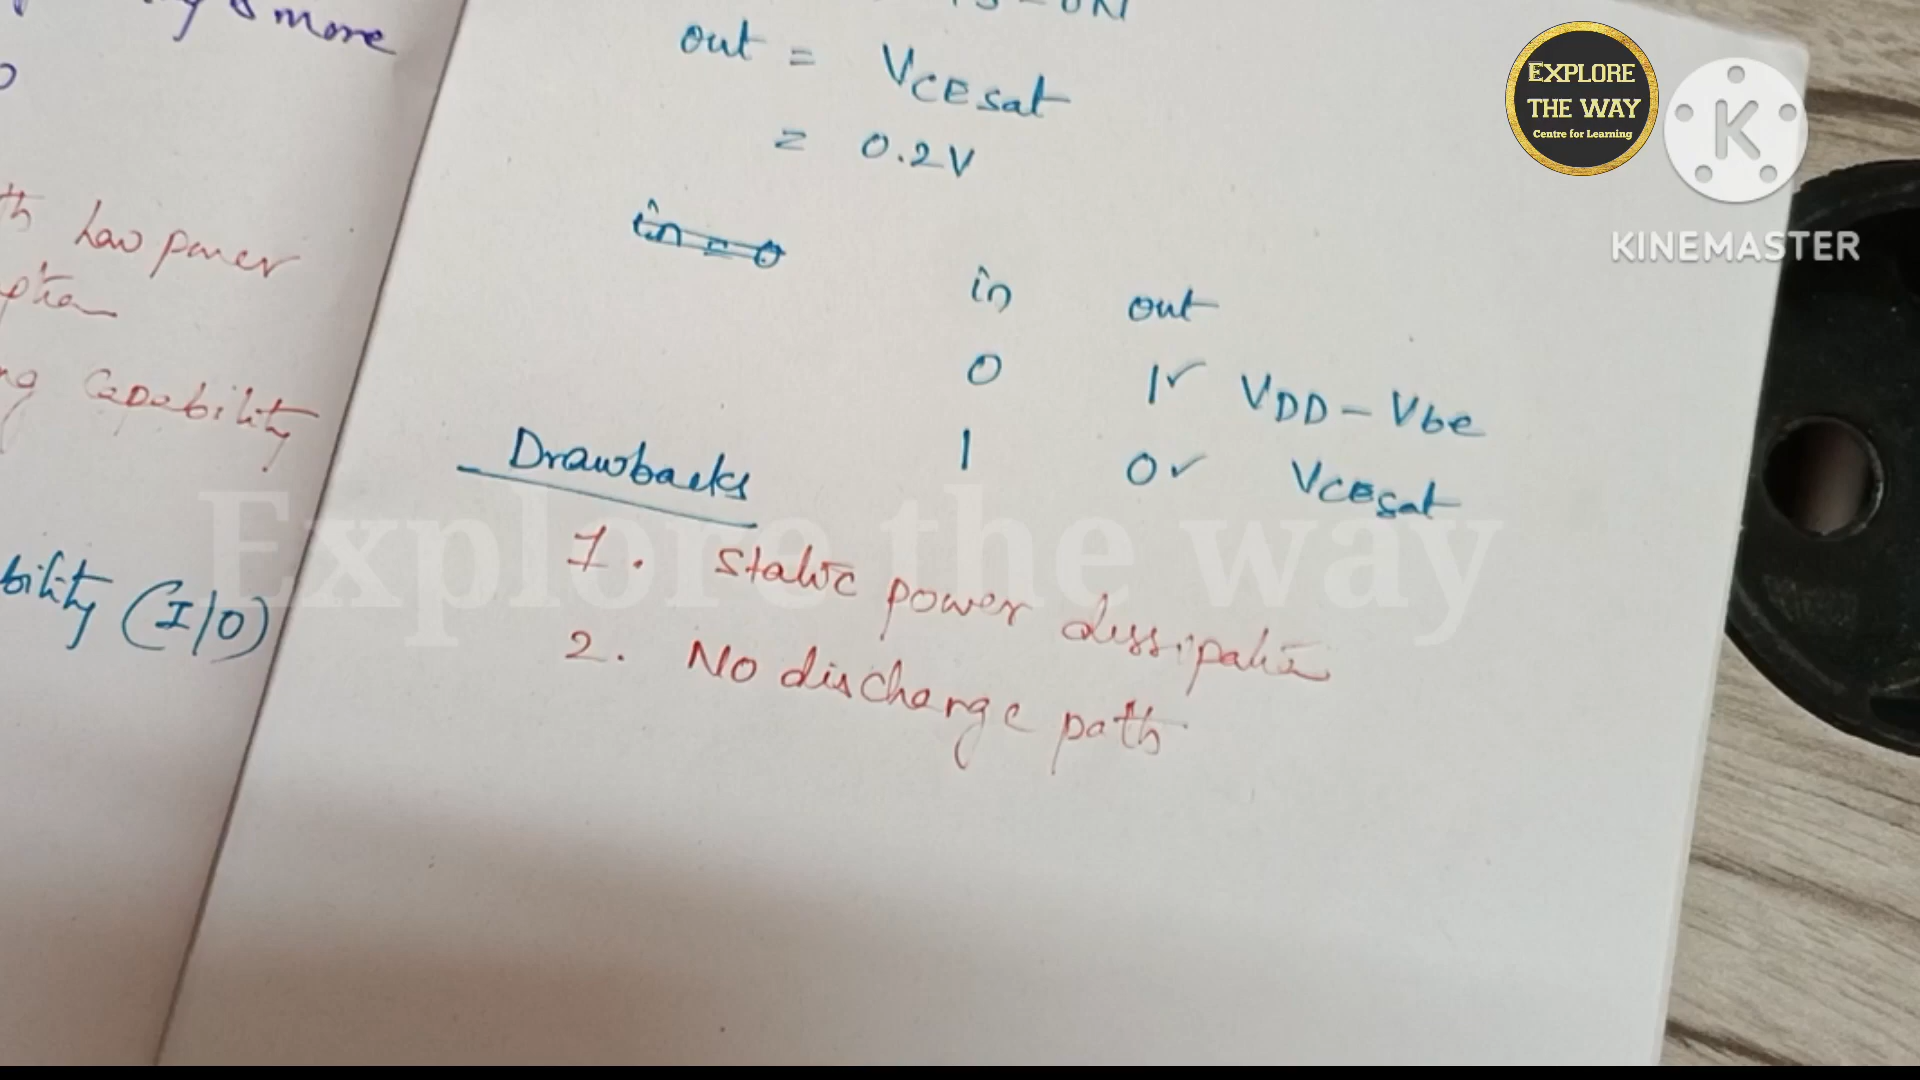 more
Low power
capability
bility (I/O)
out = VCEsat
= 0.2V
in = 0
in out
0 1✓ VDD - Vbe
1 0✓ VCEsat
Drawbacks
1. Static power dissipation
2. No discharge path
EXPLORE
THE WAY
Centre for Learning
K
KINEMASTER
Explore the way